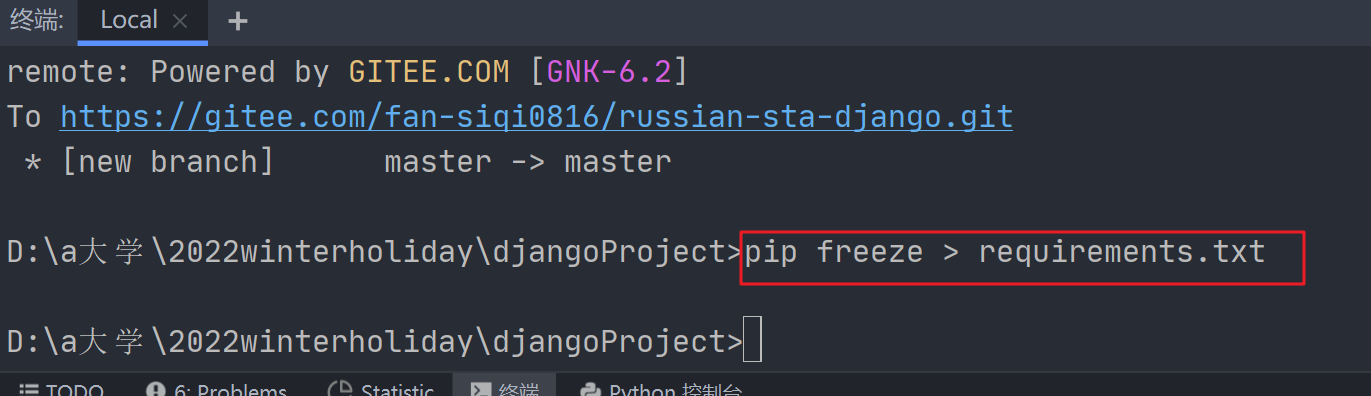 终端: Local × +
remote: Powered by GITEE.COM [GNK-6.2]
To https://gitee.com/fan-siqi0816/russian-sta-django.git
* [new branch] master -> master
D:\a大学\2022winterholiday\djangoProject>pip freeze > requirements.txt
D:\a大学\2022winterholiday\djangoProject>
TODO 6: Problems Statistic 终端 Python 控制台